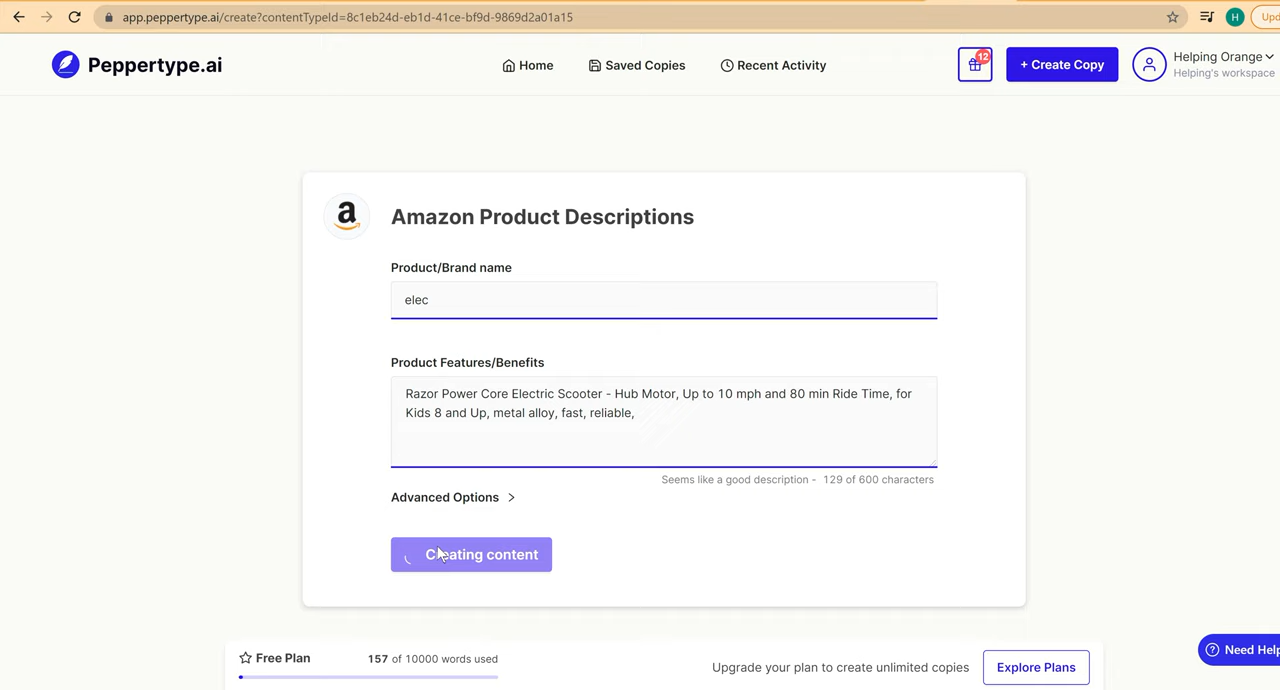 app.peppertype.ai/create?contentTypeId=8c1eb24d-eb1d-41ce-bf9d-9869d2a01a15
H
Upd
Peppertype.ai
Home
Saved Copies
Recent Activity
12
+ Create Copy
Helping Orange
Helping's workspace
a
Amazon Product Descriptions
Product/Brand name
elec
Product Features/Benefits
Razor Power Core Electric Scooter - Hub Motor, Up to 10 mph and 80 min Ride Time, for
Kids 8 and Up, metal alloy, fast, reliable,
Seems like a good description - 129 of 600 characters
Advanced Options
Creating content
Free Plan
157 of 10000 words used
Upgrade your plan to create unlimited copies
Explore Plans
Need Help